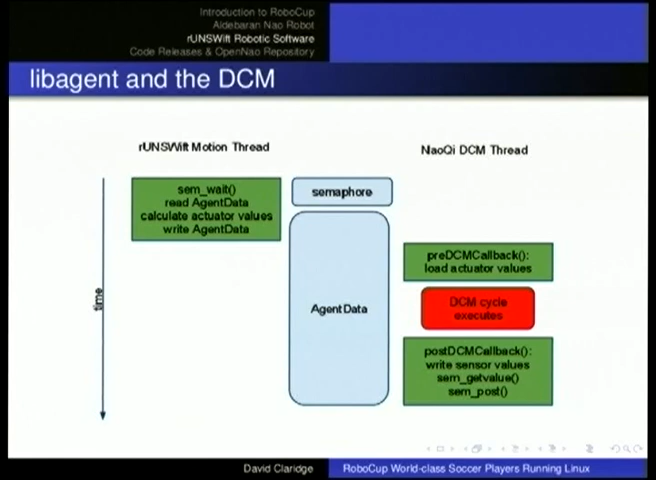 Introduction to RoboCup
Aldebaran Nao Robot
rUNSWift Robotic Software
Code Releases & OpenNao Repository
libagent and the DCM
rUNSWift Motion Thread
NaoQi DCM Thread
sem_wait()
read AgentData
calculate actuator values
write AgentData
semaphore
preDCMCallback():
load actuator values
time
AgentData
DCM cycle
executes
postDCMCallback():
write sensor values
sem_getvalue()
sem_post()
David Claridge
RoboCup World-class Soccer Players Running Linux